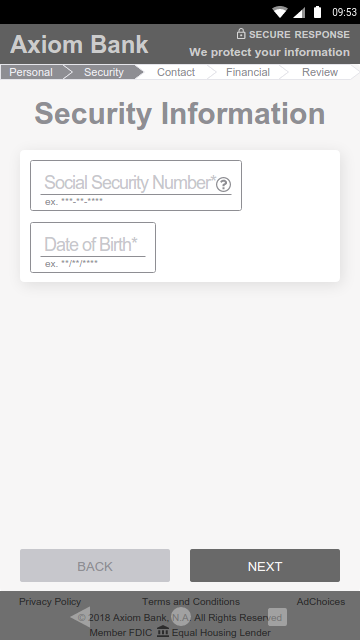 09:53
Axiom Bank
SECURE RESPONSE
We protect your information
Personal Security Contact Financial Review
Security Information
Social Security Number* ?
ex. ***-**-****
Date of Birth*
ex. **/**/****
BACK NEXT
Privacy Policy Terms and Conditions AdChoices
© 2018 Axiom Bank, N.A. All Rights Reserved
Member FDIC Equal Housing Lender